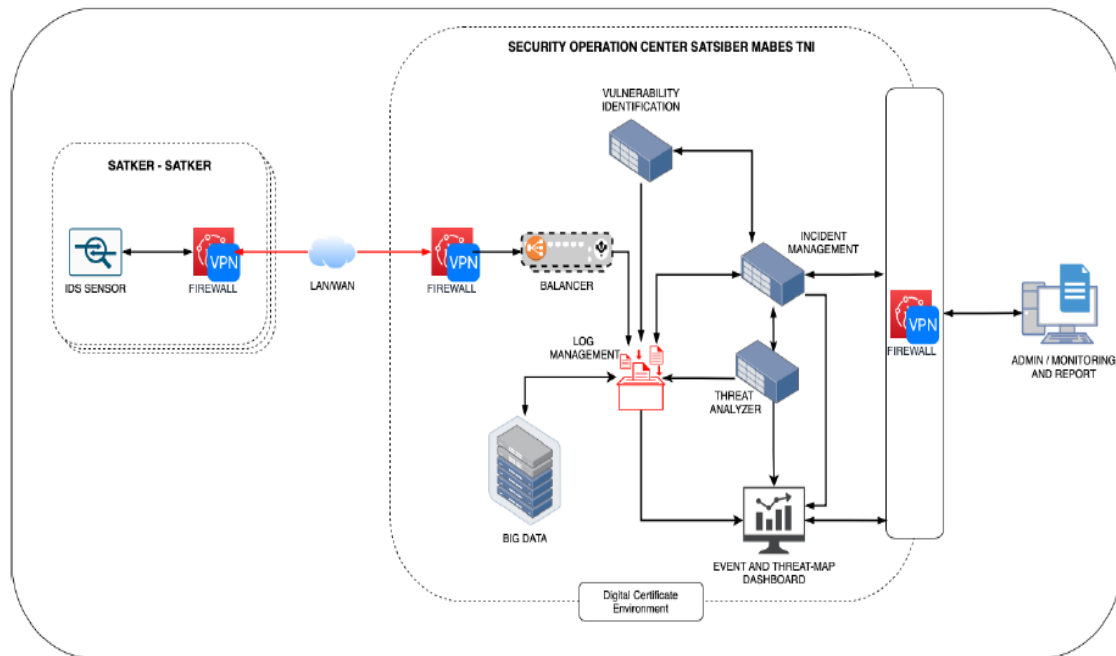 SECURITY OPERATION CENTER SATSIBER MABES TNI
VULNERABILITY
IDENTIFICATION
SATKER - SATKER
IDS SENSOR
VPN
FIREWALL
LAN/WAN
VPN
FIREWALL
BALANCER
INCIDENT
MANAGEMENT
LOG
MANAGEMENT
THREAT
ANALYZER
VPN
FIREWALL
ADMIN / MONITORING
AND REPORT
BIG DATA
EVENT AND THREAT-MAP
DASHBOARD
Digital Certificate
Environment